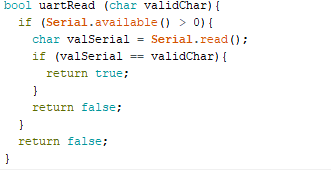 bool uartRead (char validChar){
  if (Serial.available() > 0){
    char valSerial = Serial.read();
    if (valSerial == validChar){
      return true;
    }
    return false;
  }
  return false;
}